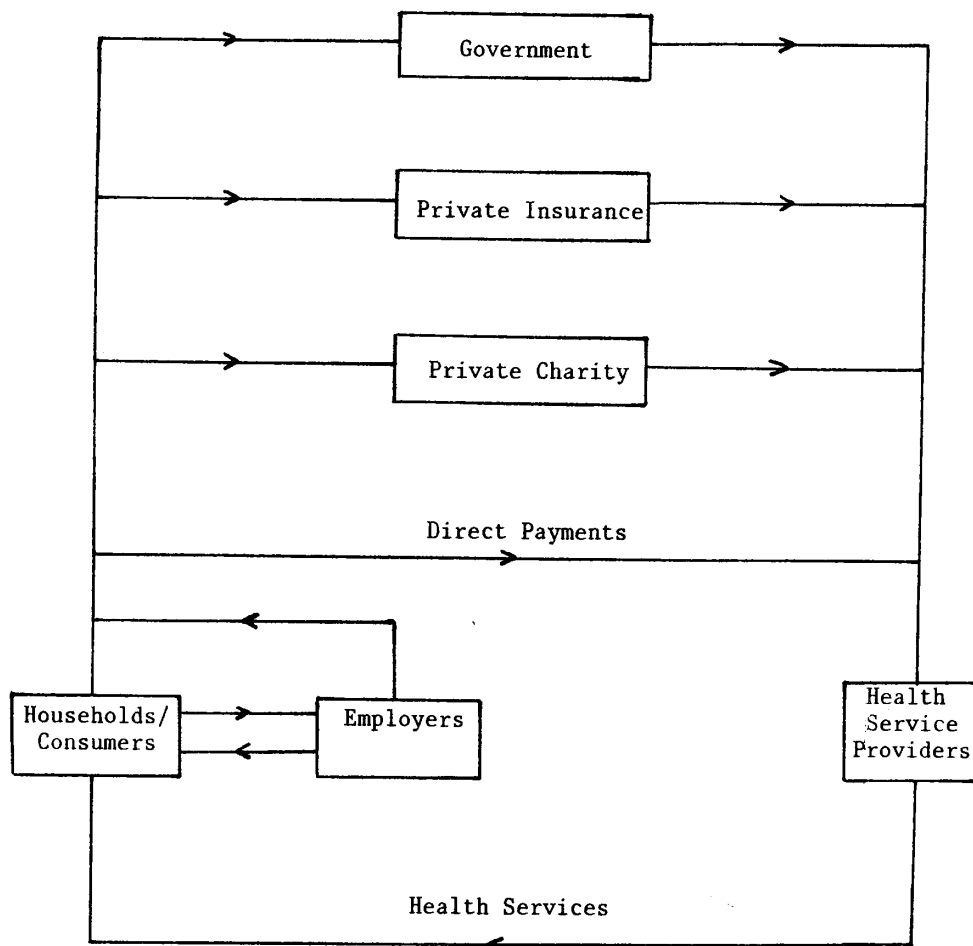 Government
Private Insurance
Private Charity
Direct Payments
Households/
Consumers
Employers
Health
Service
Providers
Health Services